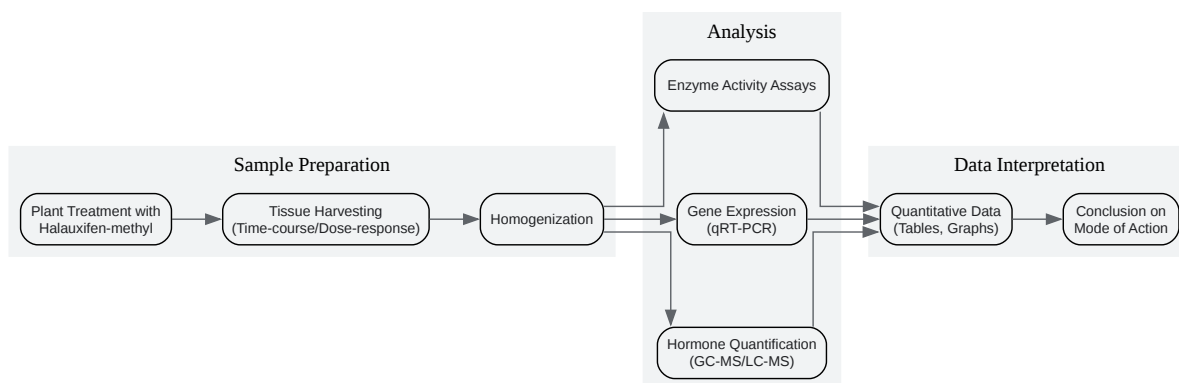 Sample Preparation
Plant Treatment with
Halauxifen-methyl
Tissue Harvesting
(Time-course/Dose-response)
Homogenization
Analysis
Enzyme Activity Assays
Gene Expression
(qRT-PCR)
Hormone Quantification
(GC-MS/LC-MS)
Data Interpretation
Quantitative Data
(Tables, Graphs)
Conclusion on
Mode of Action